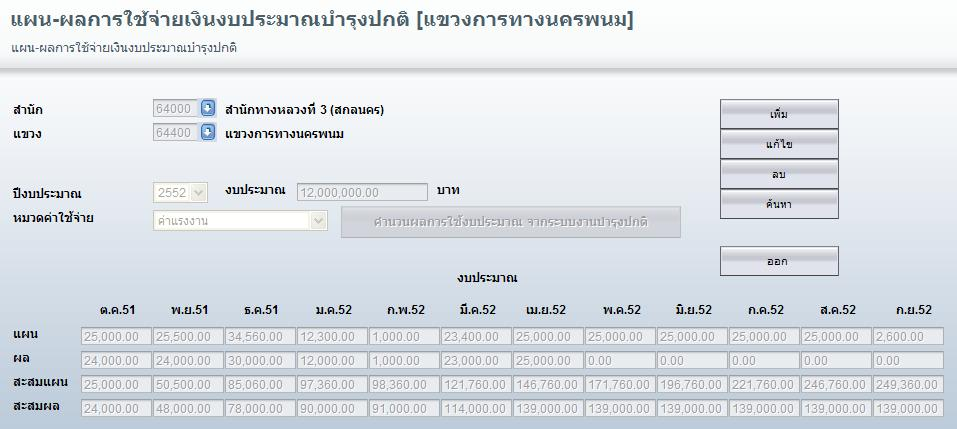 แผน-ผลการใช้จ่ายเงินงบประมาณบำรุงปกติ [แขวงการทางนครพนม]
แผน-ผลการใช้จ่ายเงินงบประมาณบำรุงปกติ
สำนัก 64000 สำนักทางหลวงที่ 3 (สกลนคร)
แขวง 64400 แขวงการทางนครพนม
เพิ่ม
แก้ไข
ลบ
ค้นหา
ออก
ปีงบประมาณ 2552 งบประมาณ 12,000,000.00 บาท
หมวดค่าใช้จ่าย ค่าแรงงาน คำนวนผลการใช้งบประมาณ จากระบบงานบำรุงปกติ
งบประมาณ
ต.ค.51 พ.ย.51 ธ.ค.51 ม.ค.52 ก.พ.52 มี.ค.52 เม.ย.52 พ.ค.52 มิ.ย.52 ก.ค.52 ส.ค.52 ก.ย.52
แผน 25,000.00 25,500.00 34,560.00 12,300.00 1,000.00 23,400.00 25,000.00 25,000.00 25,000.00 25,000.00 25,000.00 2,600.00
ผล 24,000.00 24,000.00 30,000.00 12,000.00 1,000.00 23,000.00 25,000.00 0.00 0.00 0.00 0.00 0.00
สะสมแผน 25,000.00 50,500.00 85,060.00 97,360.00 98,360.00 121,760.00 146,760.00 171,760.00 196,760.00 221,760.00 246,760.00 249,360.00
สะสมผล 24,000.00 48,000.00 78,000.00 90,000.00 91,000.00 114,000.00 139,000.00 139,000.00 139,000.00 139,000.00 139,000.00 139,000.00